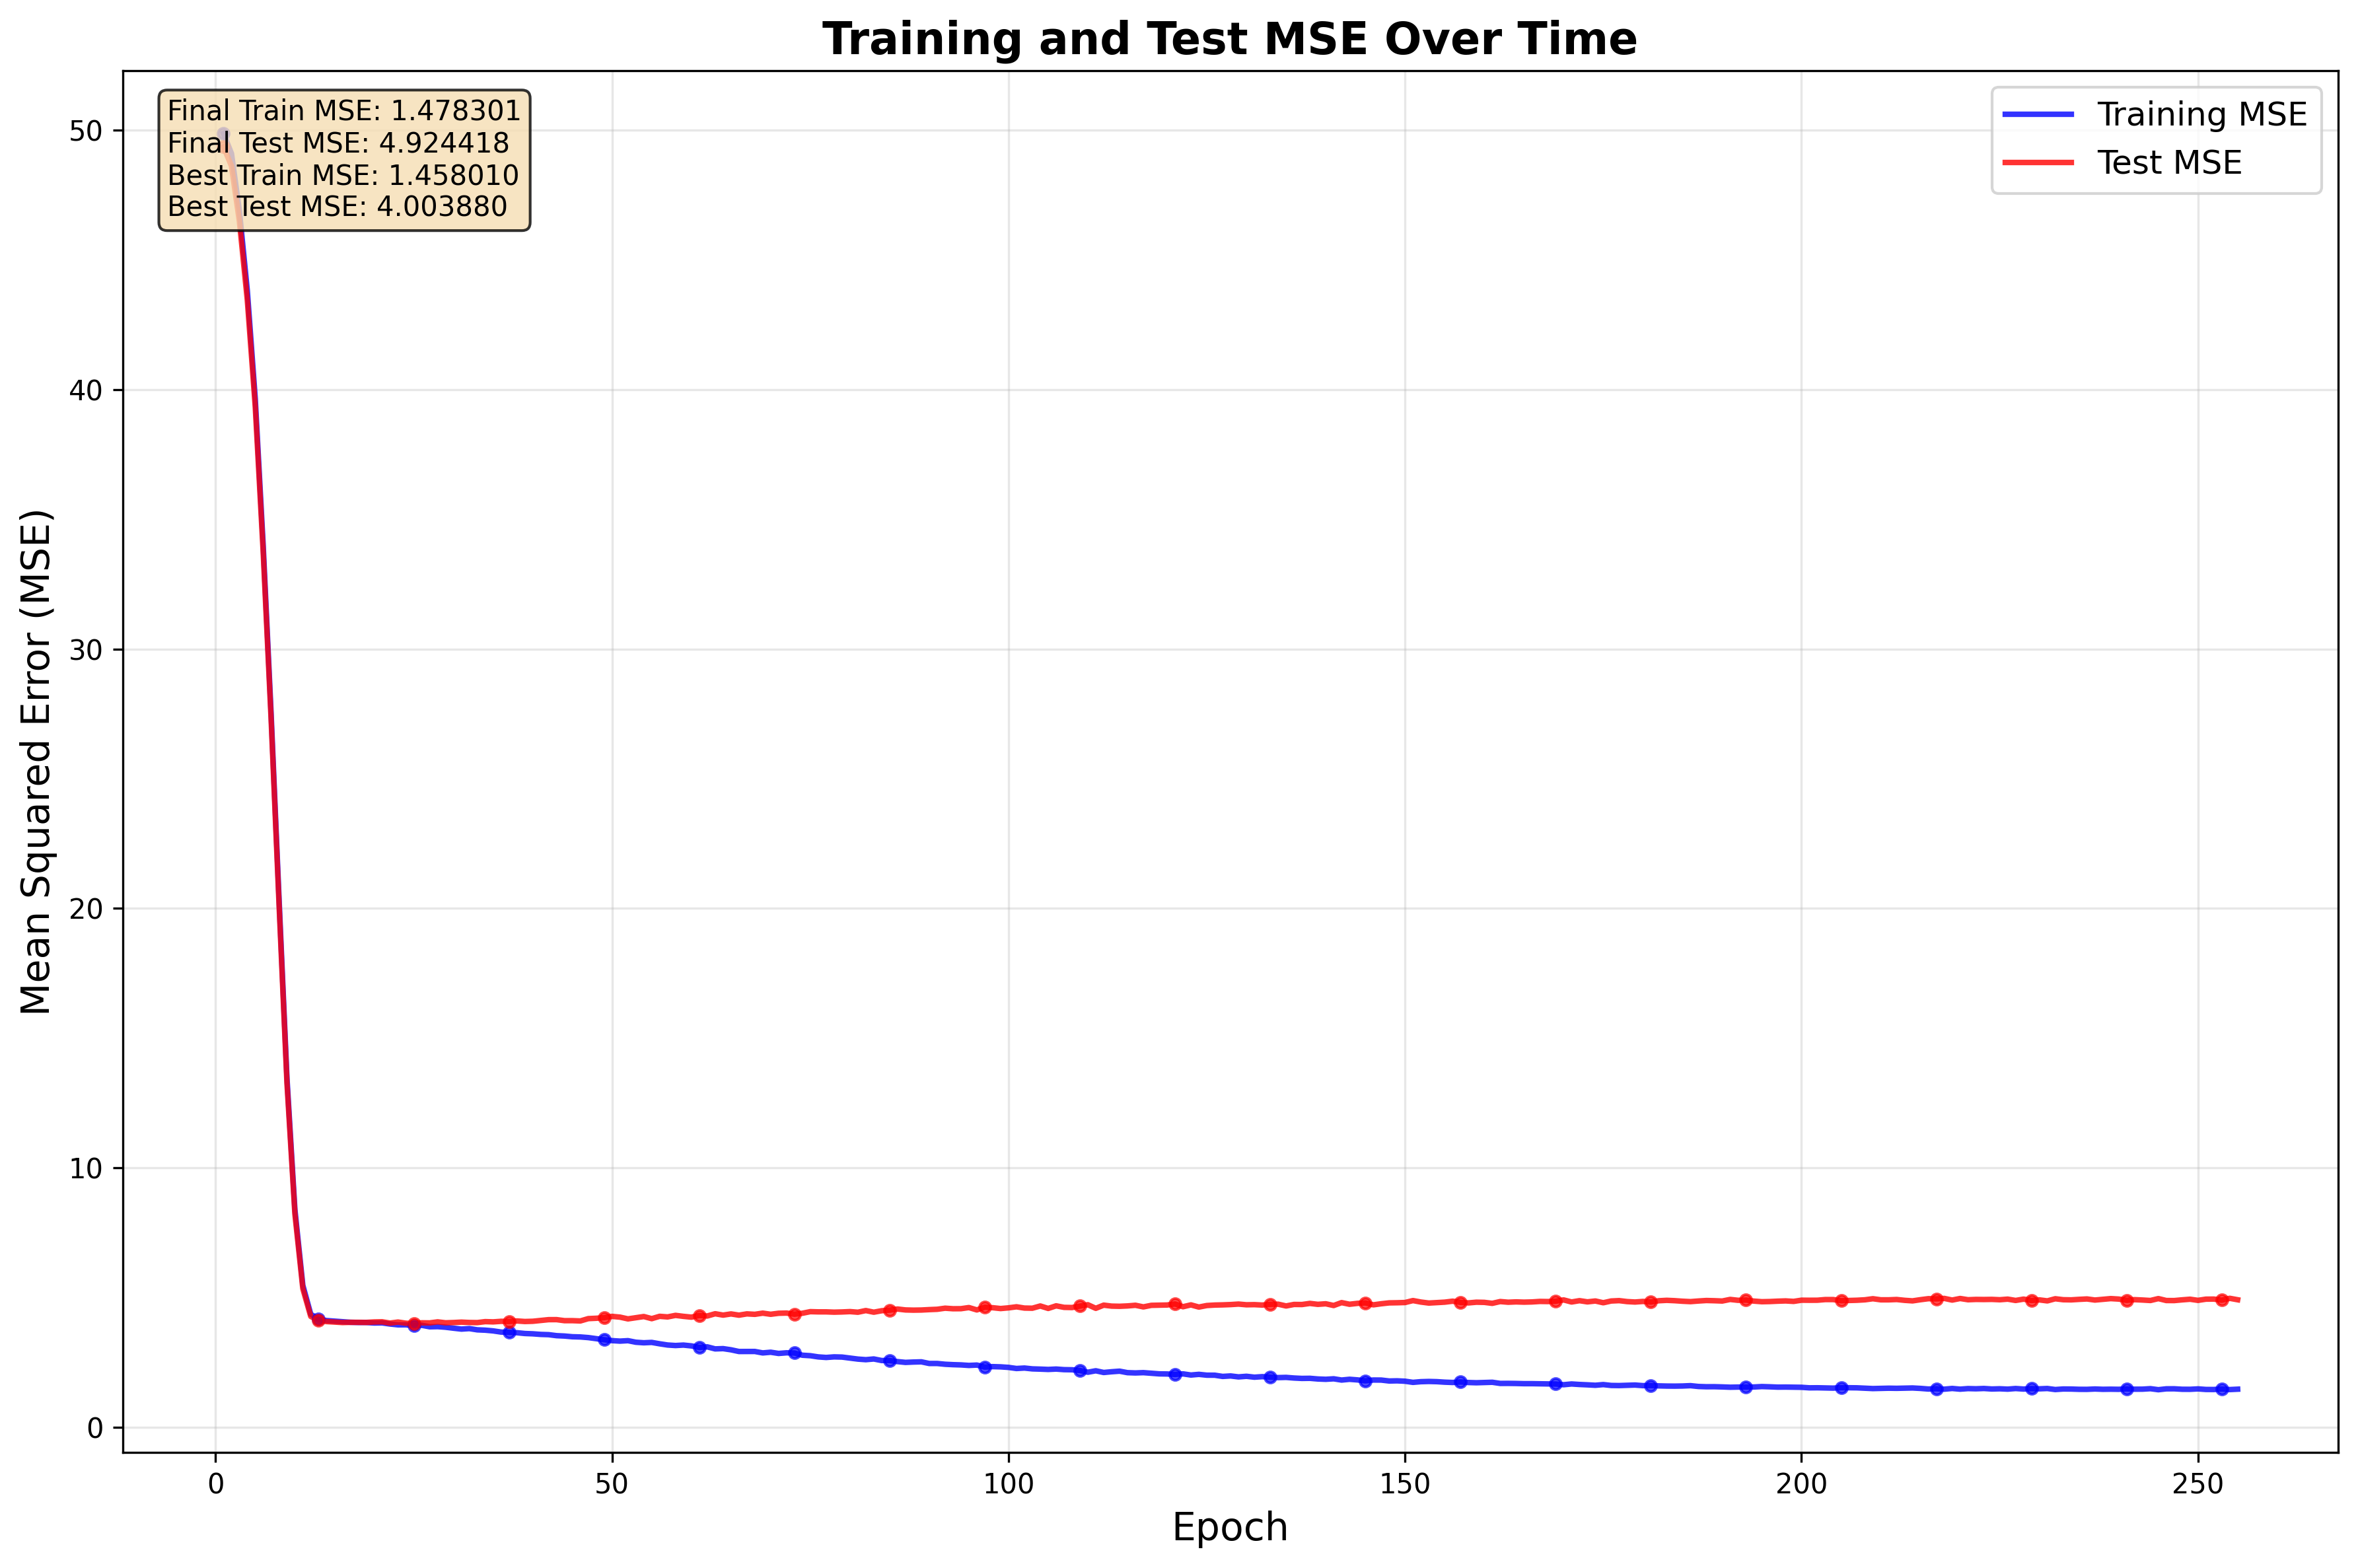 Training and Test MSE Over Time
Final Train MSE: 1.478301
Final Test MSE: 4.924418
Best Train MSE: 1.458010
Best Test MSE: 4.003880
Training MSE
Test MSE
50
40
30
20
10
0
Mean Squared Error (MSE)
0
50
100
150
200
250
Epoch